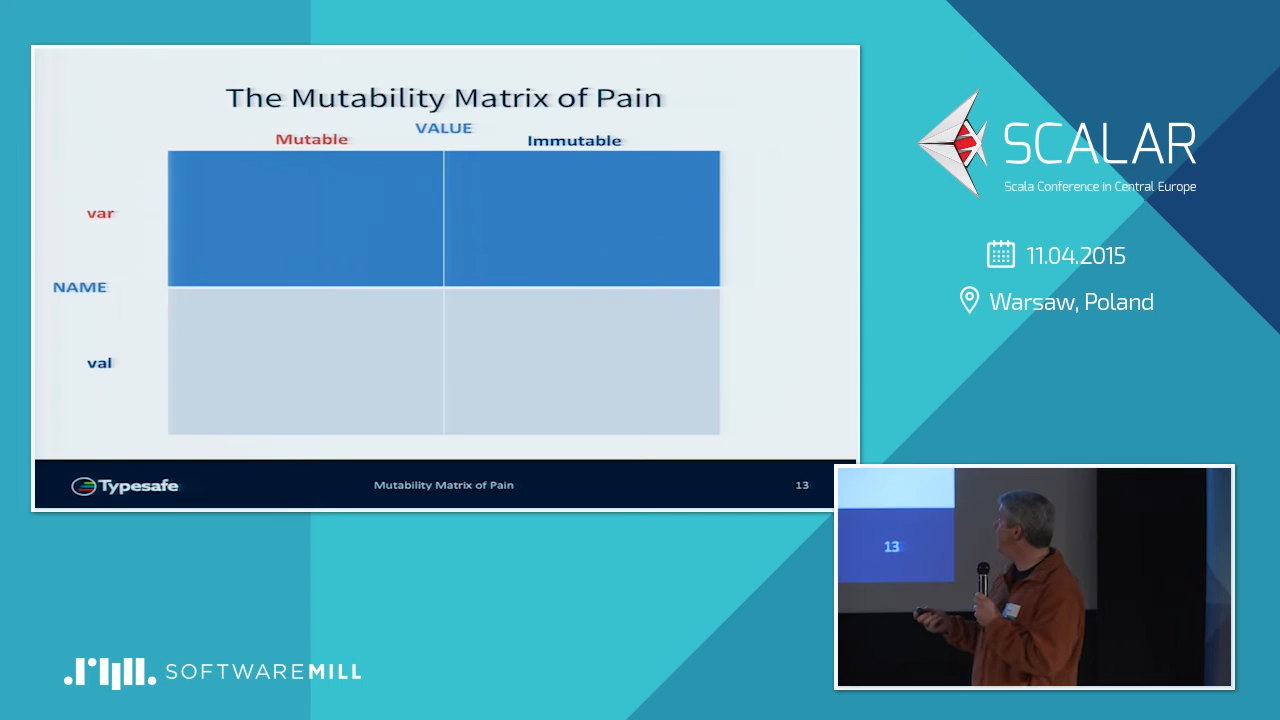 The Mutability Matrix of Pain
VALUE
Mutable
Immutable
var
NAME
val
Typesafe
Mutability Matrix of Pain
13
SCALAR
Scala Conference in Central Europe
11.04.2015
Warsaw, Poland
13
SOFTWAREMILL